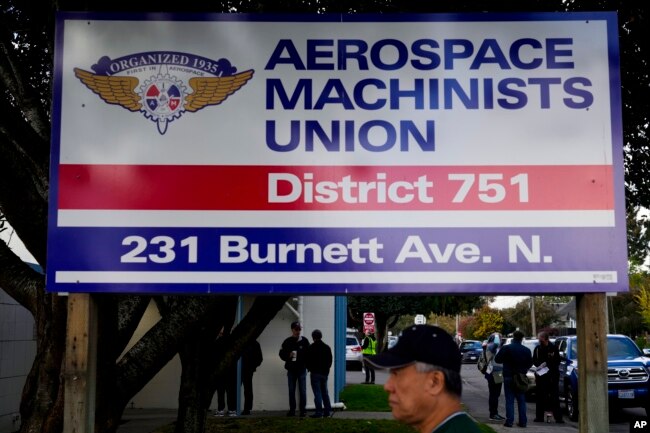 ORGANIZED 1935
FIRST IN AEROSPACE
AEROSPACE
MACHINISTS
UNION
District 751
231 Burnett Ave. N.
AP